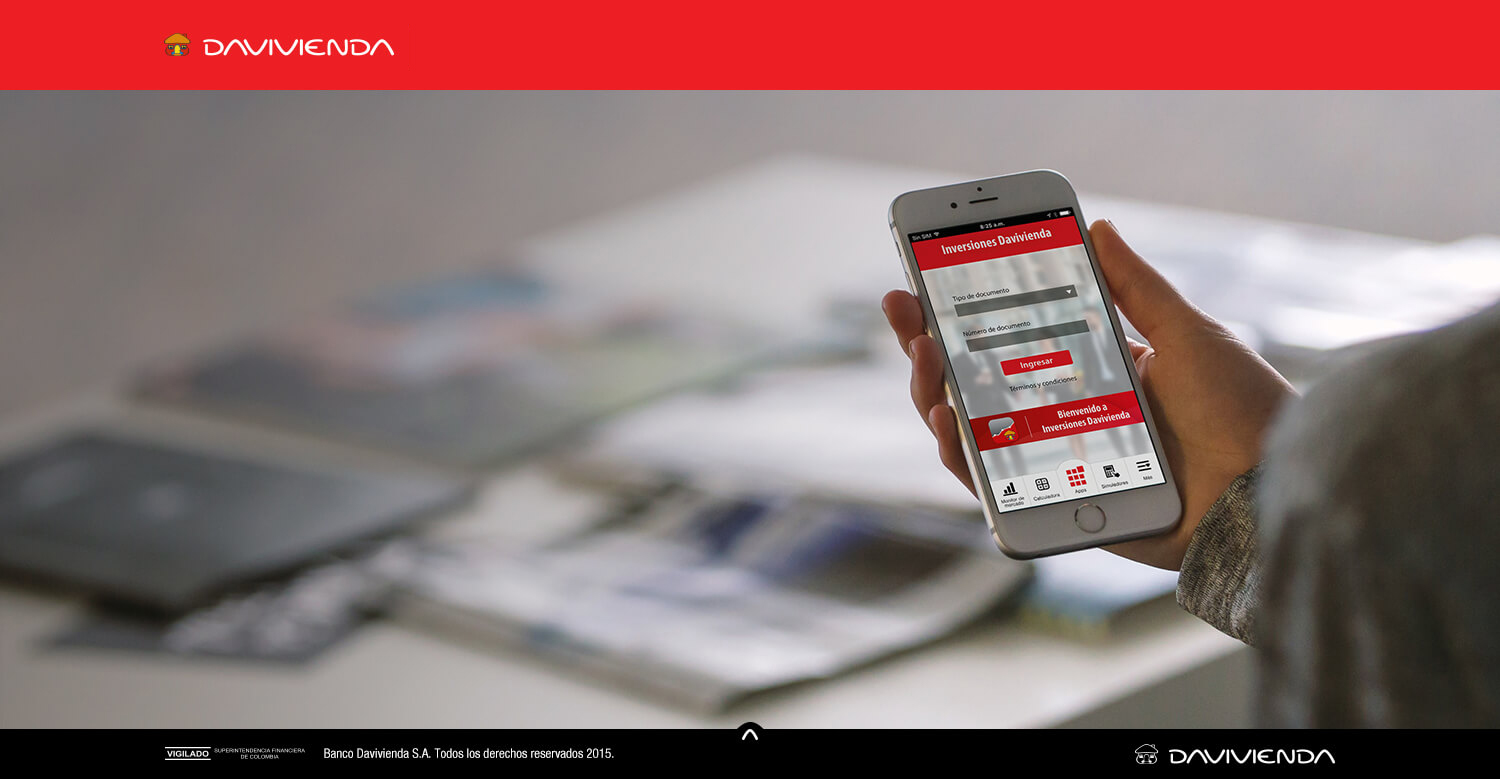 DAVIVIENDA
Sin SIM
8:25 a.m.
Inversiones Davivienda
Tipo de documento
Número de documento
Ingresar
Términos y condiciones
Bienvenido a
Inversiones Davivienda
Monitor de
mercado
Calculadora
Apps
Simuladores
Más
VIGILADO
SUPERINTENDENCIA FINANCIERA
DE COLOMBIA
Banco Davivienda S.A. Todos los derechos reservados 2015.
DAVIVIENDA